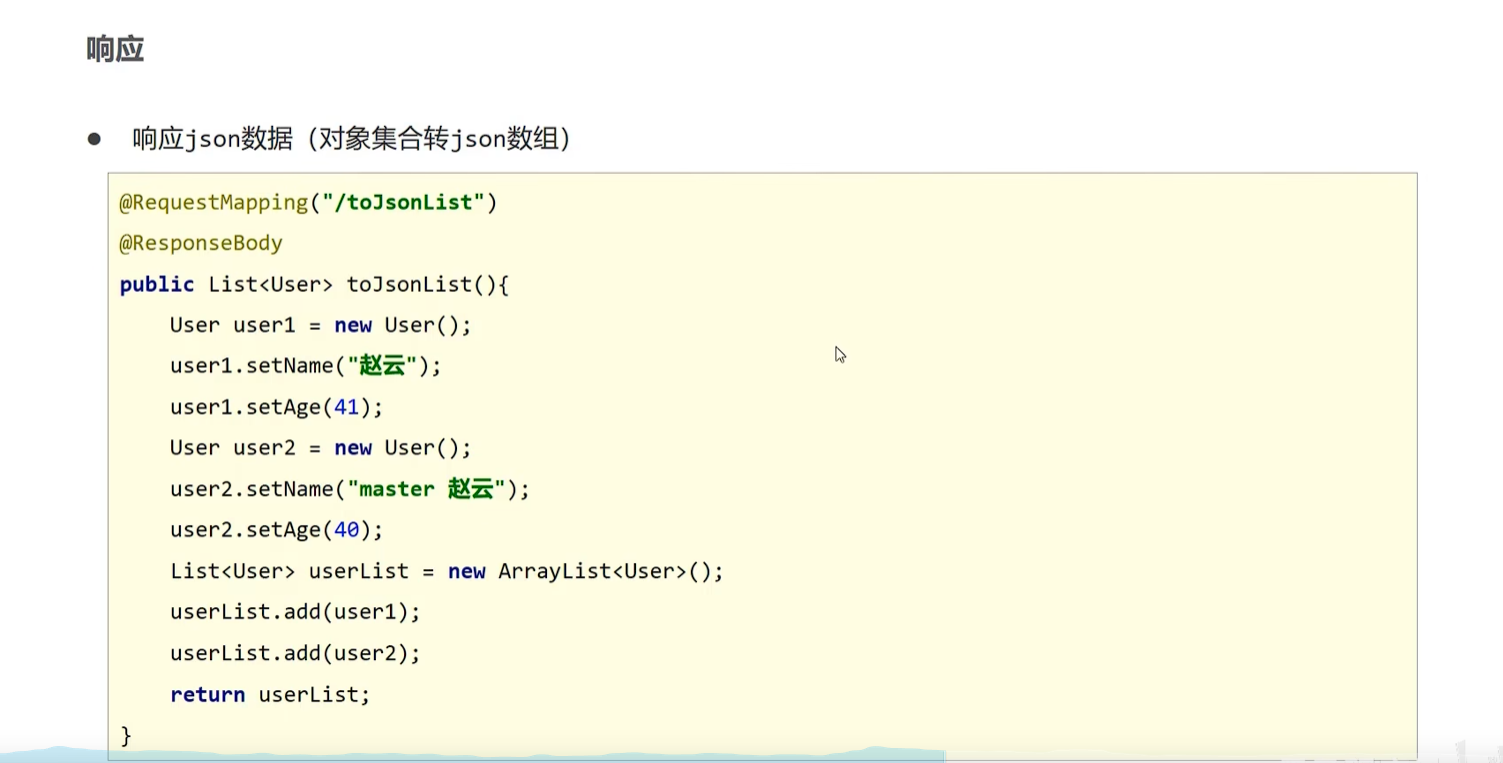 响应
● 响应json数据（对象集合转json数组）
@RequestMapping("/toJsonList")
@ResponseBody
public List<User> toJsonList(){
    User user1 = new User();
    user1.setName("赵云");
    user1.setAge(41);
    User user2 = new User();
    user2.setName("master 赵云");
    user2.setAge(40);
    List<User> userList = new ArrayList<User>();
    userList.add(user1);
    userList.add(user2);
    return userList;
}